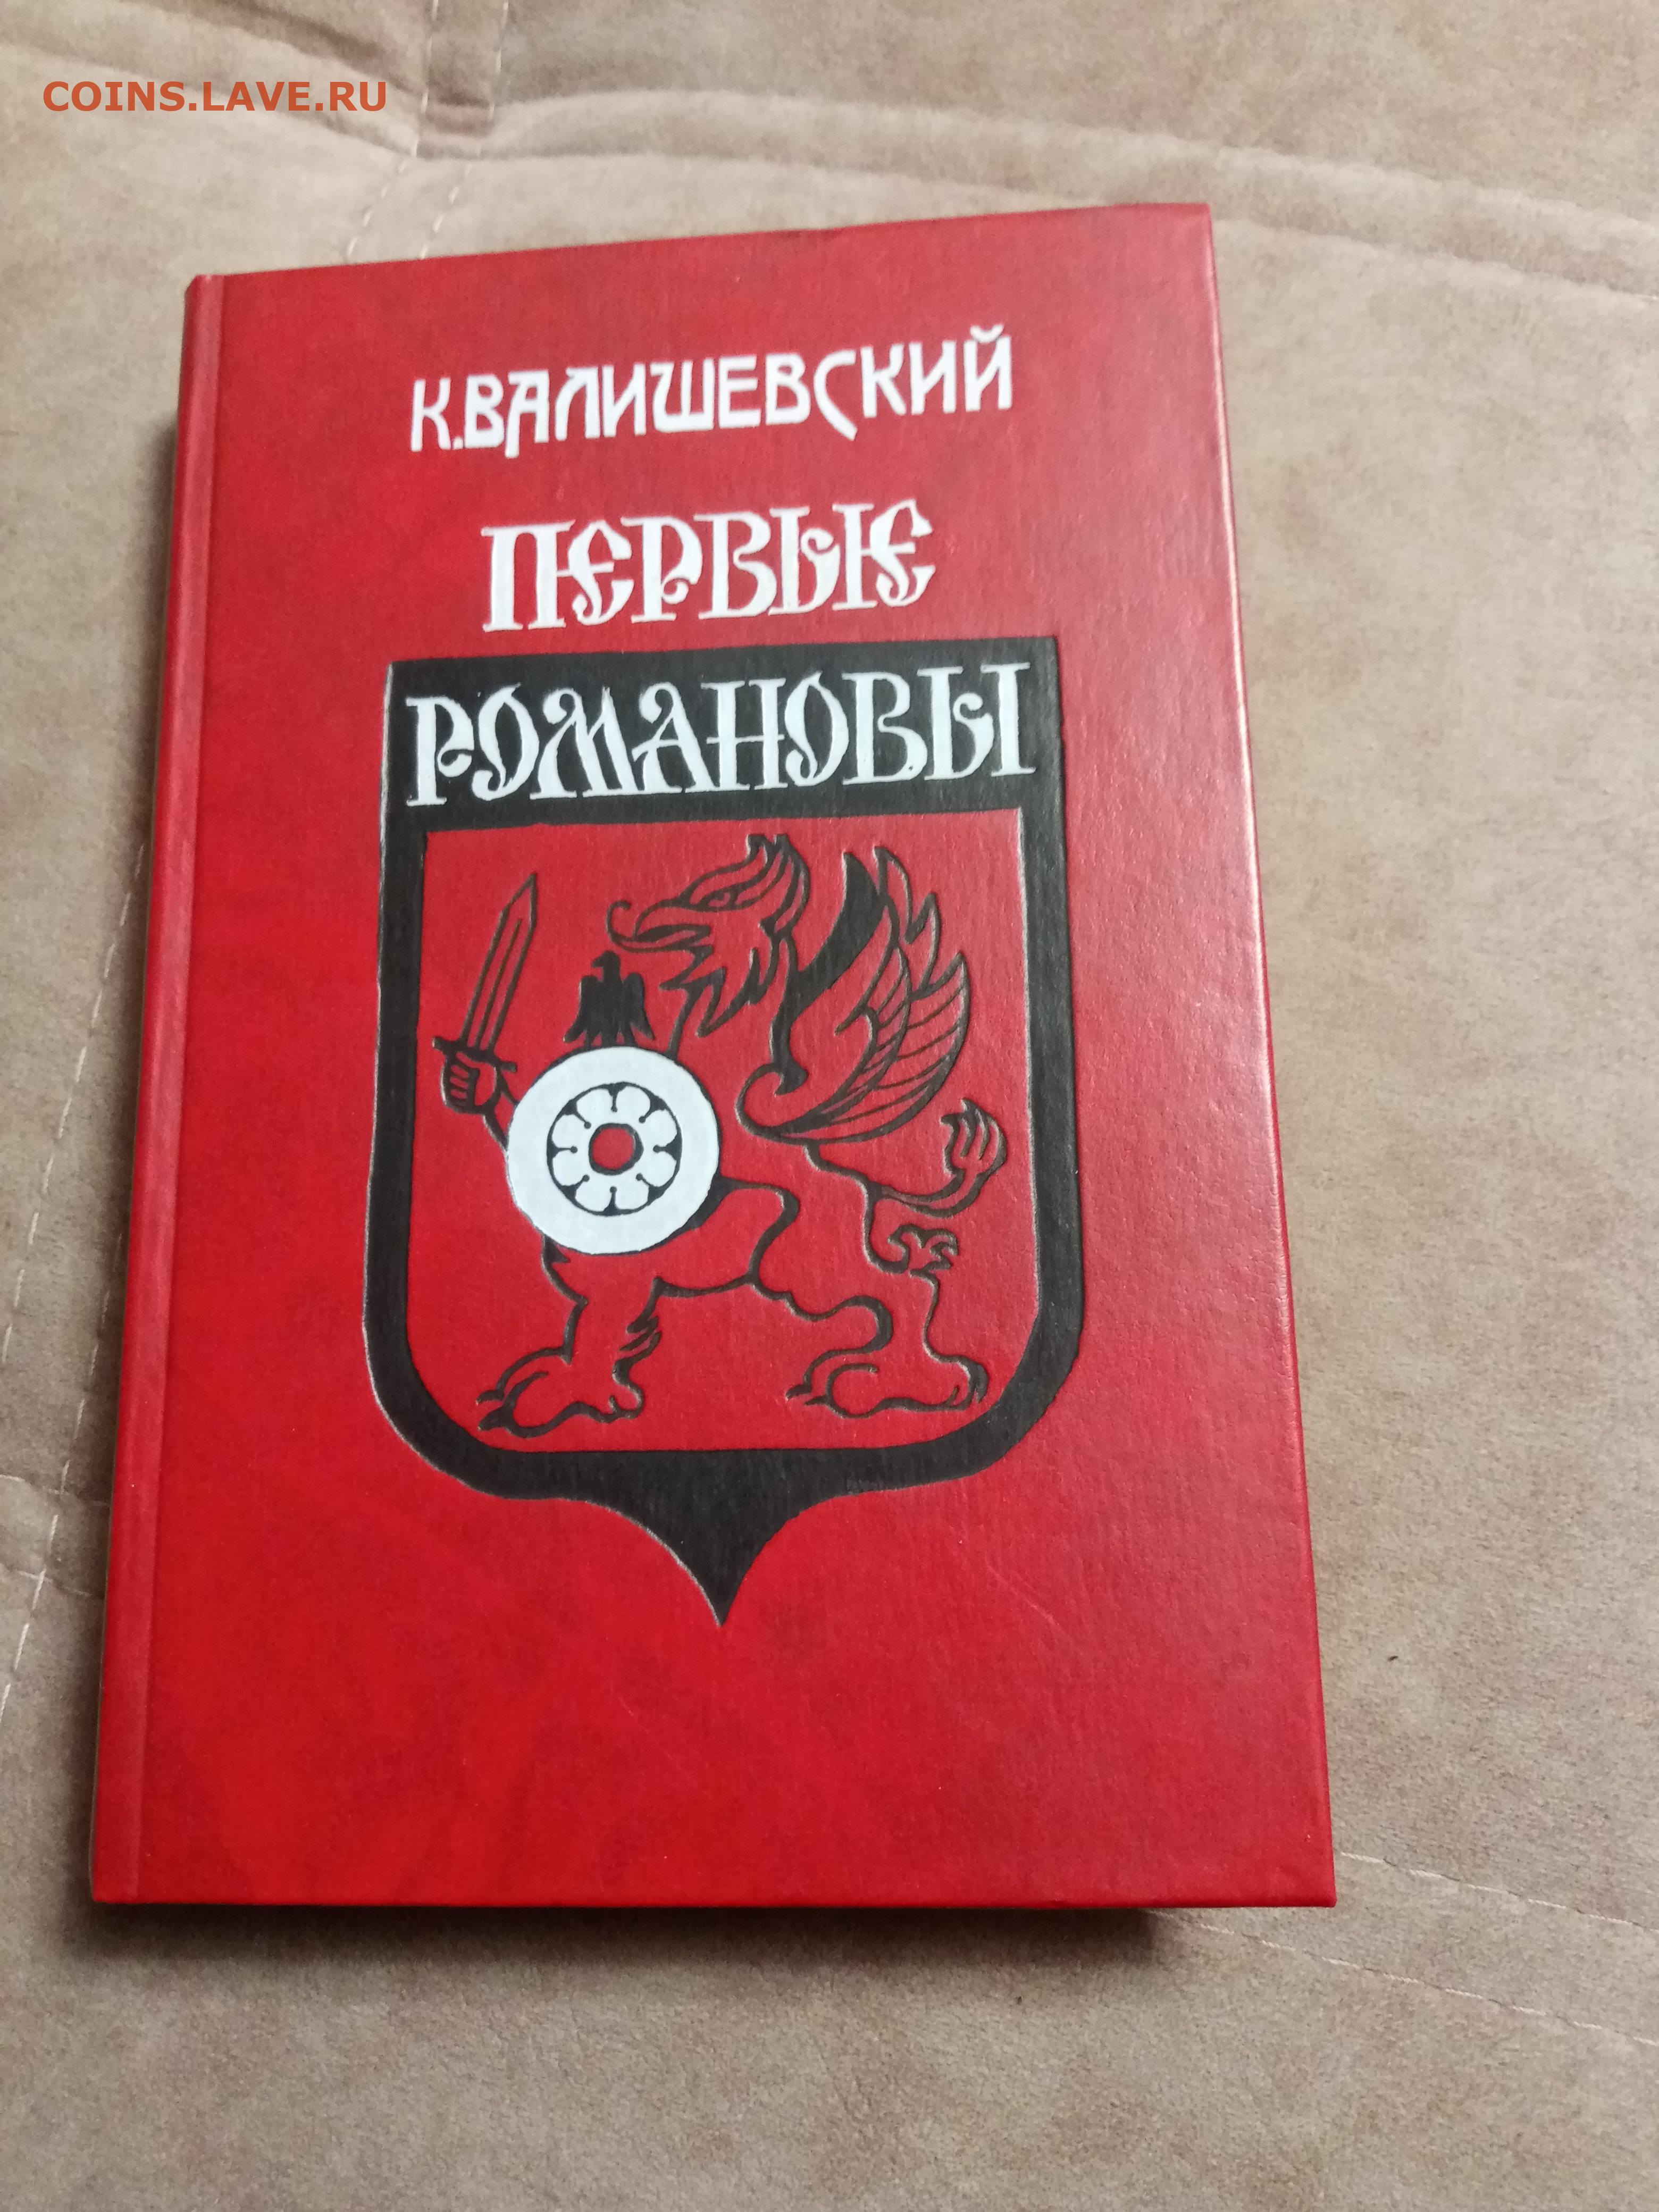 COINS.LAVE.RU
К.ВАЛИШЕВСКИЙ
ПЕРВЫЕ
РОМАНОВЫ